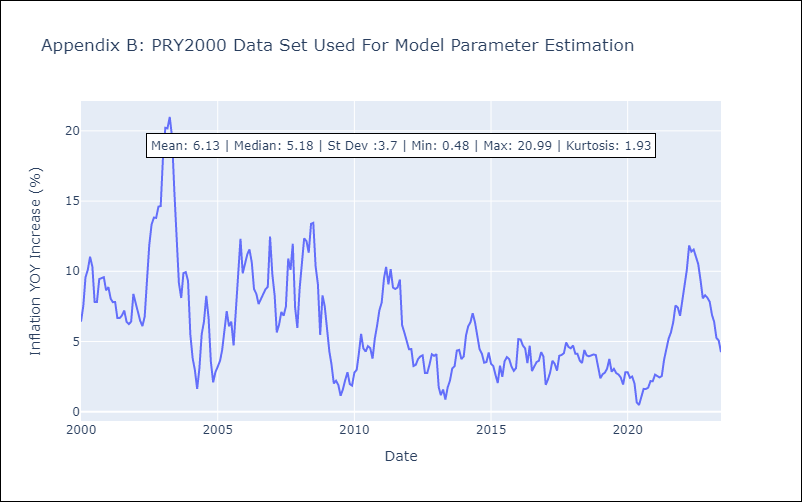 Appendix B: PRY2000 Data Set Used For Model Parameter Estimation
Mean: 6.13 | Median: 5.18 | St Dev :3.7 | Min: 0.48 | Max: 20.99 | Kurtosis: 1.93
Inflation YOY Increase (%)
20
15
10
5
0
2000
2005
2010
2015
2020
Date